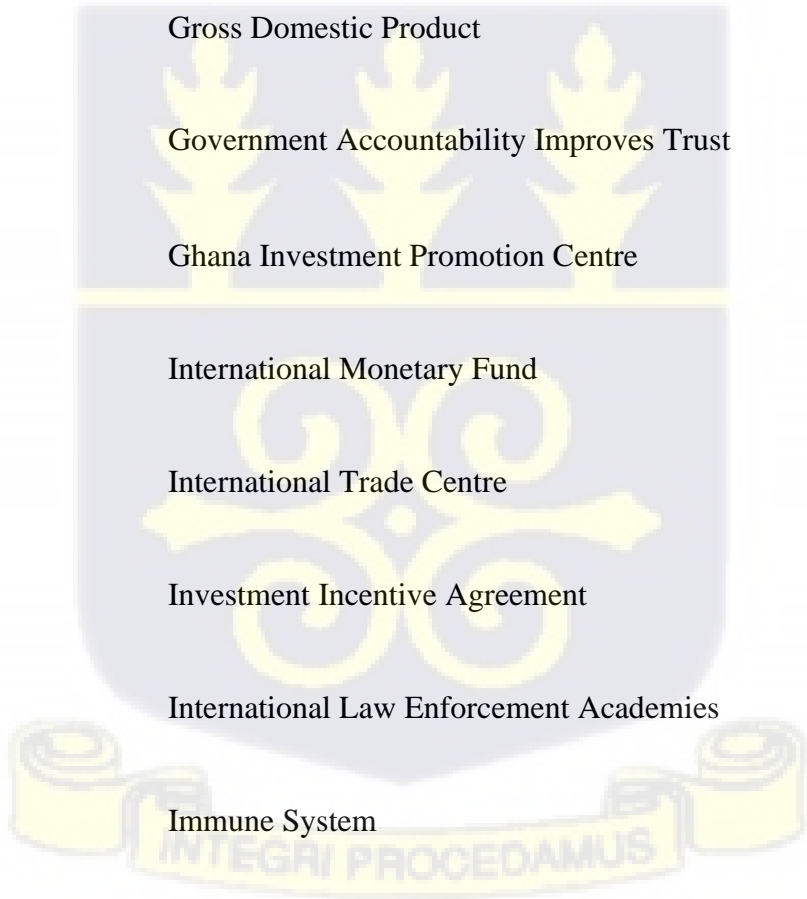 Gross Domestic Product
Government Accountability Improves Trust
Ghana Investment Promotion Centre
International Monetary Fund
International Trade Centre
Investment Incentive Agreement
International Law Enforcement Academies
Immune System
INTEGRI PROCEDAMUS